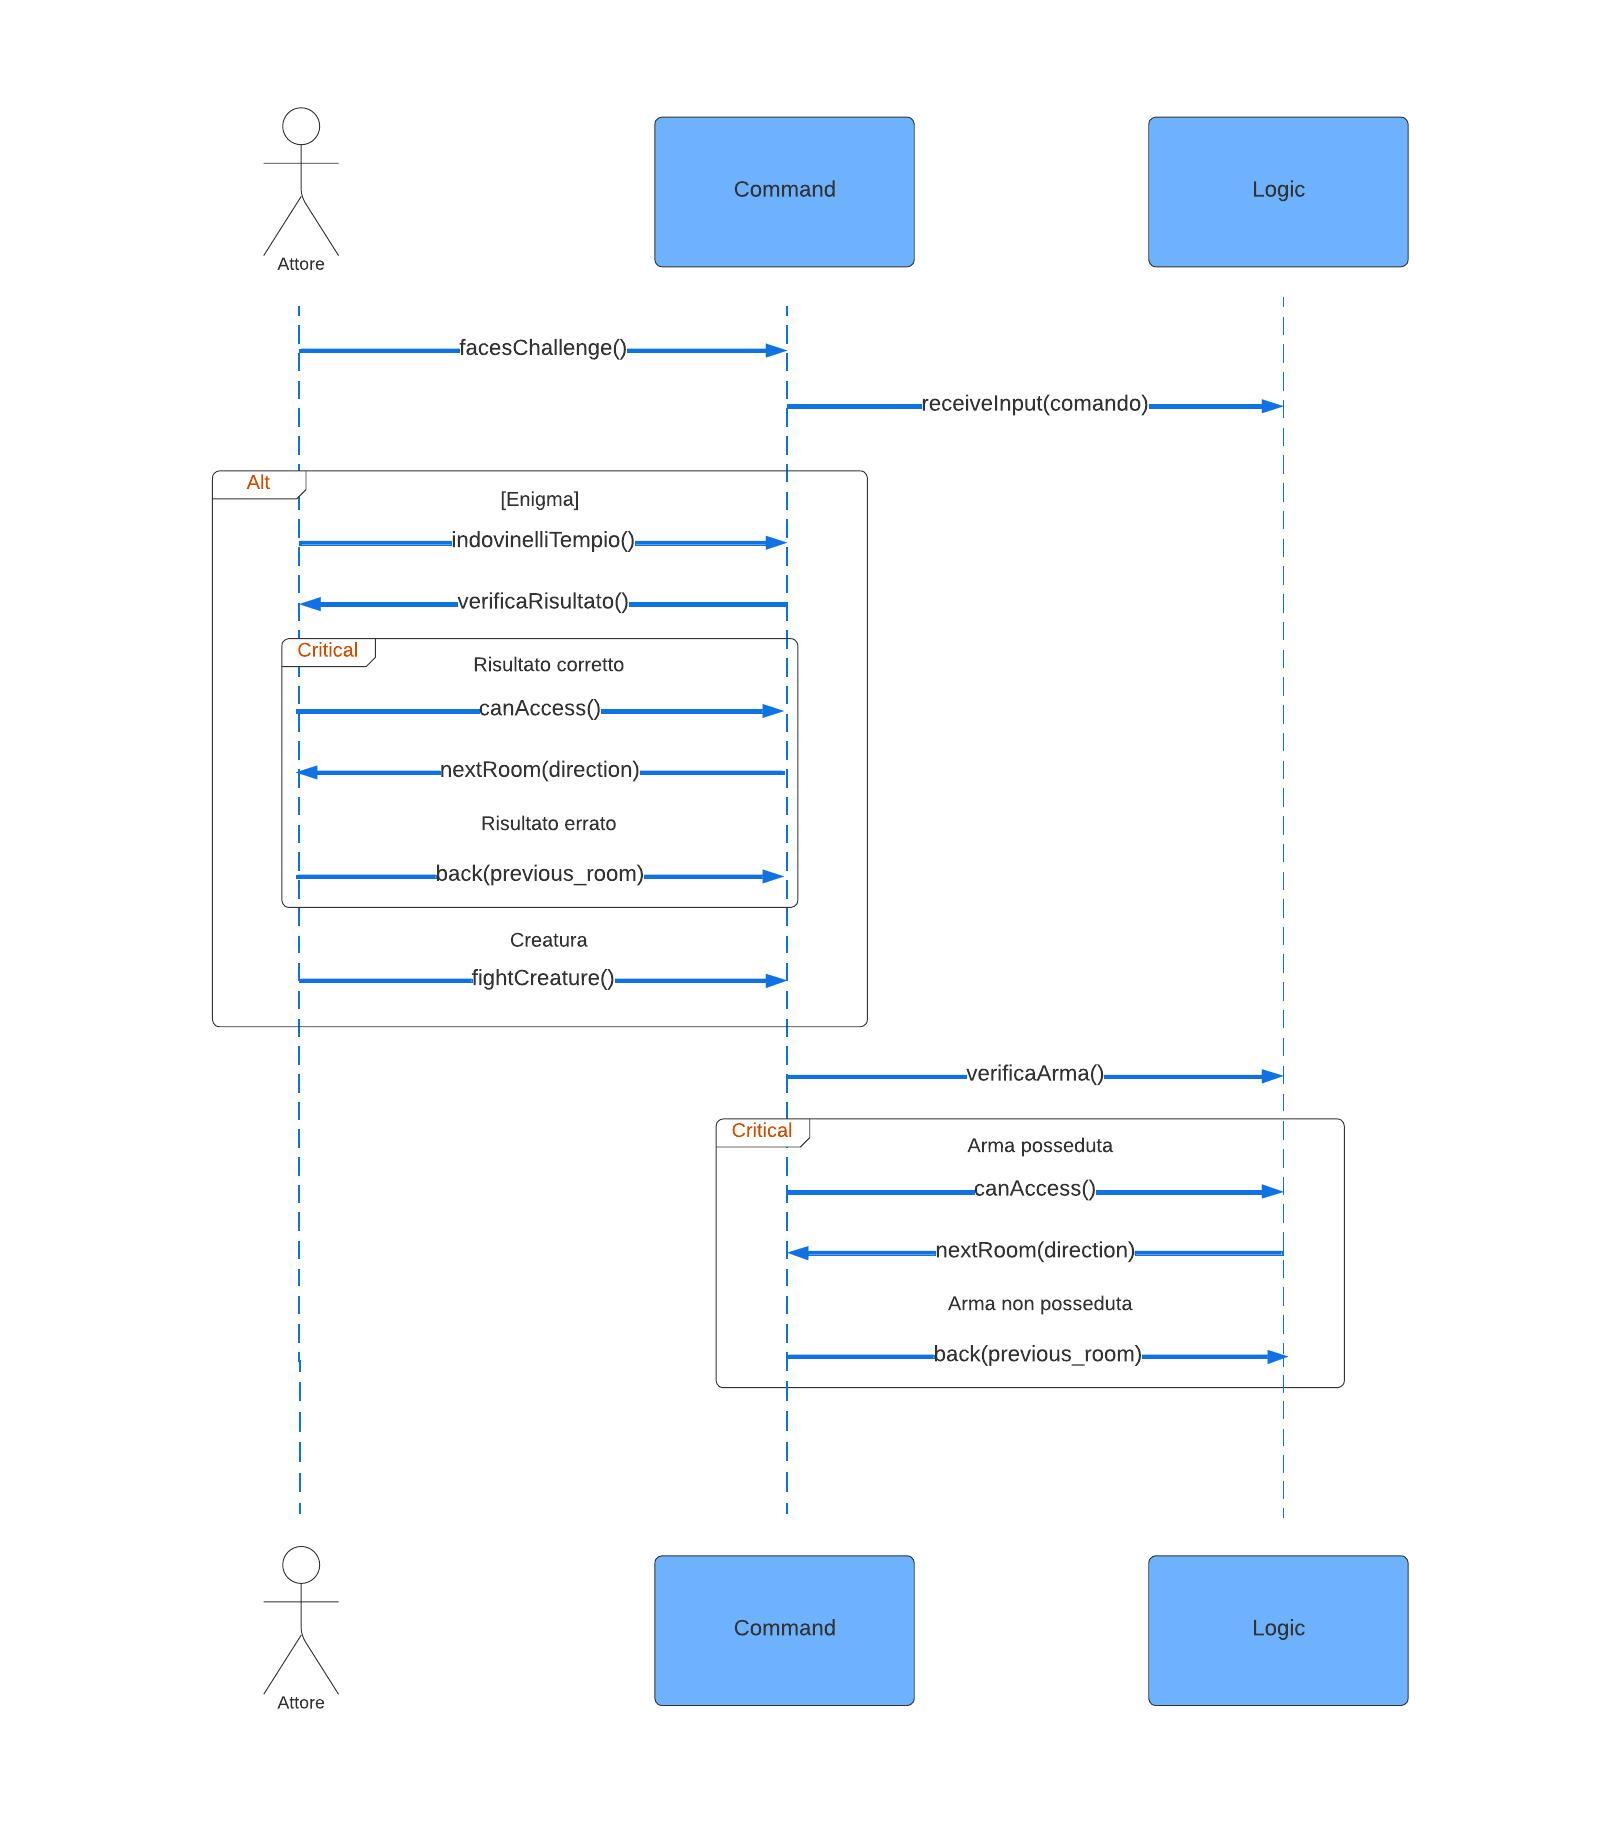 Attore
Command
Logic
facesChallenge()
receiveInput(comando)
Alt
[Enigma]
indovinelliTempio()
verificaRisultato()
Critical
Risultato corretto
canAccess()
nextRoom(direction)
Risultato errato
back(previous_room)
Creatura
fightCreature()
verificaArma()
Critical
Arma posseduta
canAccess()
nextRoom(direction)
Arma non posseduta
back(previous_room)
Attore
Command
Logic